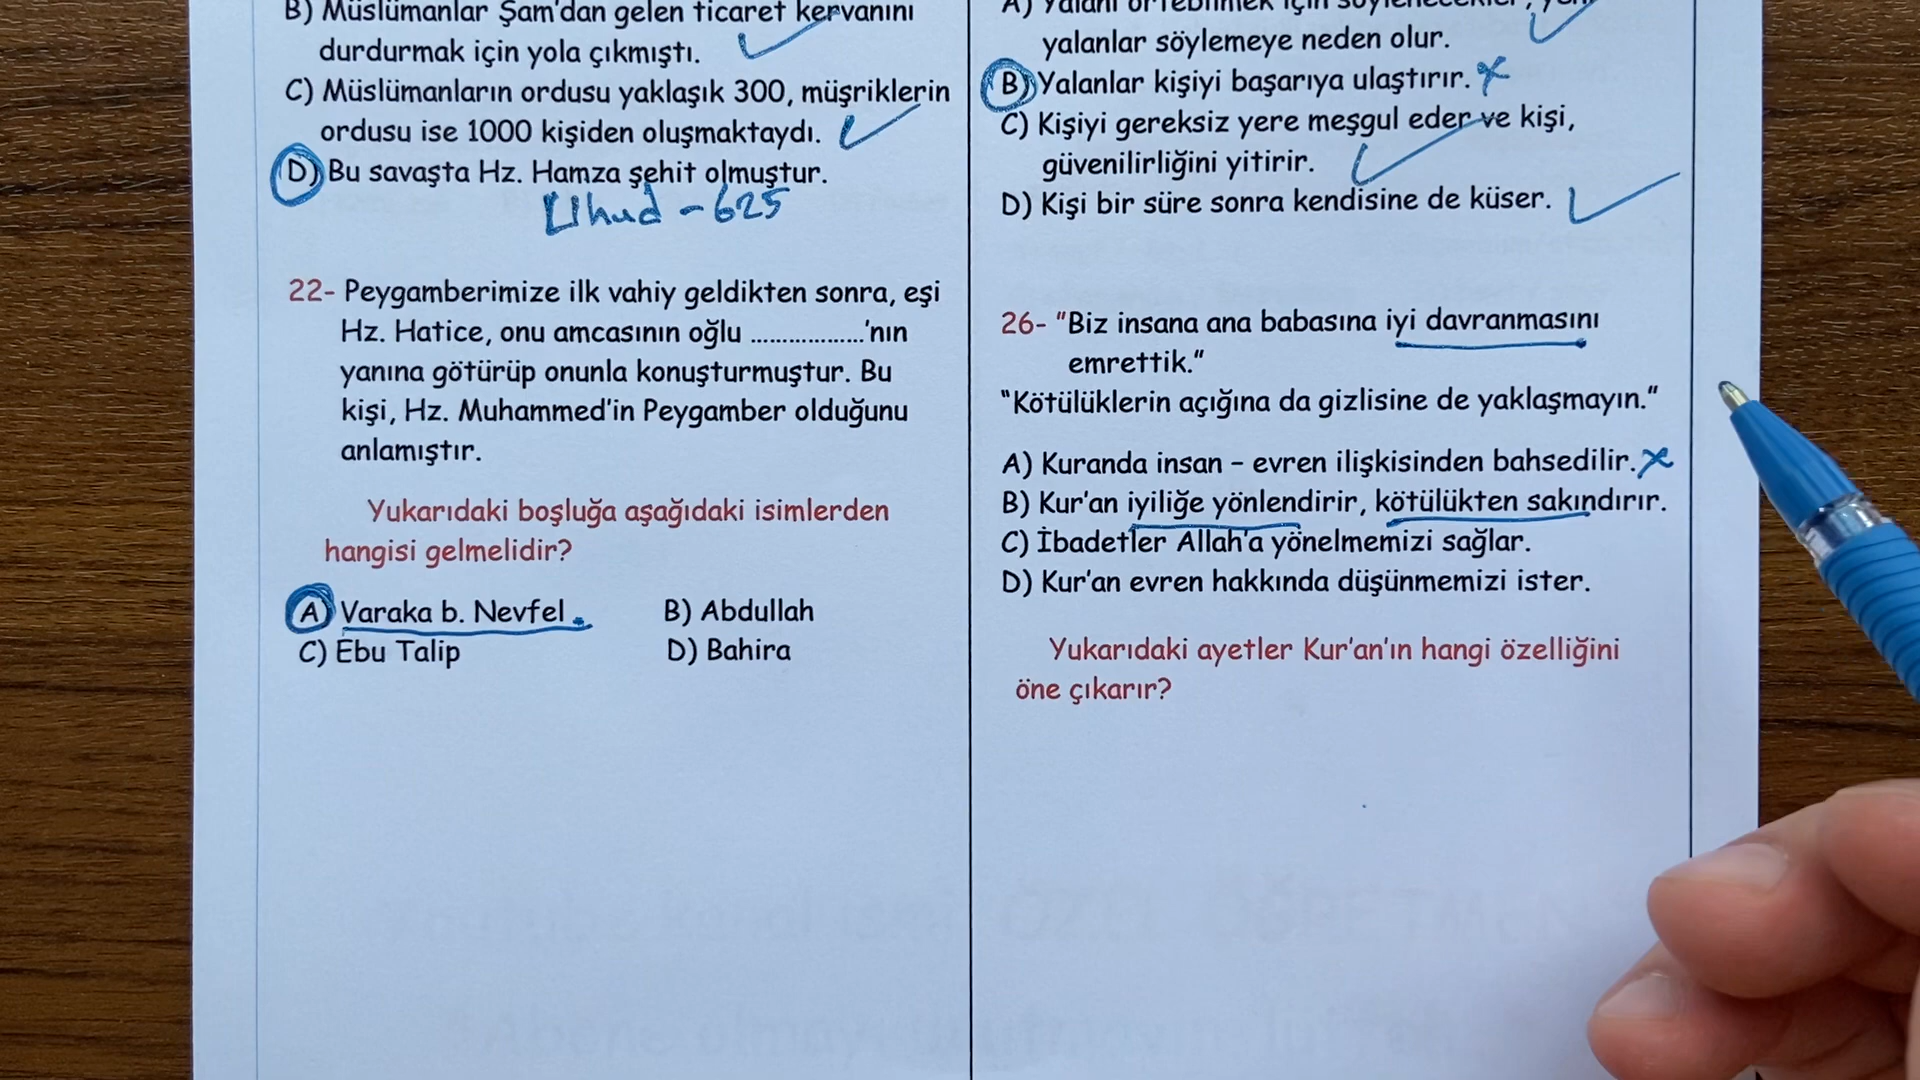 B) Müslümanlar Şam'dan gelen ticaret kervanını
durdurmak için yola çıkmıştı.
C) Müslümanların ordusu yaklaşık 300, müşriklerin
ordusu ise 1000 kişiden oluşmaktaydı.
D) Bu savaşta Hz. Hamza şehit olmuştur.
Uhud - 625
22- Peygamberimize ilk vahiy geldikten sonra, eşi
Hz. Hatice, onu amcasının oğlu ..................'nın
yanına götürüp onunla konuşturmuştur. Bu
kişi, Hz. Muhammed'in Peygamber olduğunu
anlamıştır.
Yukarıdaki boşluğa aşağıdaki isimlerden
hangisi gelmelidir?
A) Varaka b. Nevfel B) Abdullah
C) Ebu Talip D) Bahira
A) Yalanı örtebilmek için
yalanlar söylemeye neden olur.
B) Yalanlar kişiyi başarıya ulaştırır.
C) Kişiyi gereksiz yere meşgul eder ve kişi,
güvenilirliğini yitirir.
D) Kişi bir süre sonra kendisine de küser.
26- "Biz insana ana babasına iyi davranmasını
emrettik."
"Kötülüklerin açığına da gizlisine de yaklaşmayın."
A) Kuranda insan – evren ilişkisinden bahsedilir.
B) Kur'an iyiliğe yönlendirir, kötülükten sakındırır.
C) İbadetler Allah'a yönelmemizi sağlar.
D) Kur'an evren hakkında düşünmemizi ister.
Yukarıdaki ayetler Kur'an'ın hangi özelliğini
öne çıkarır?